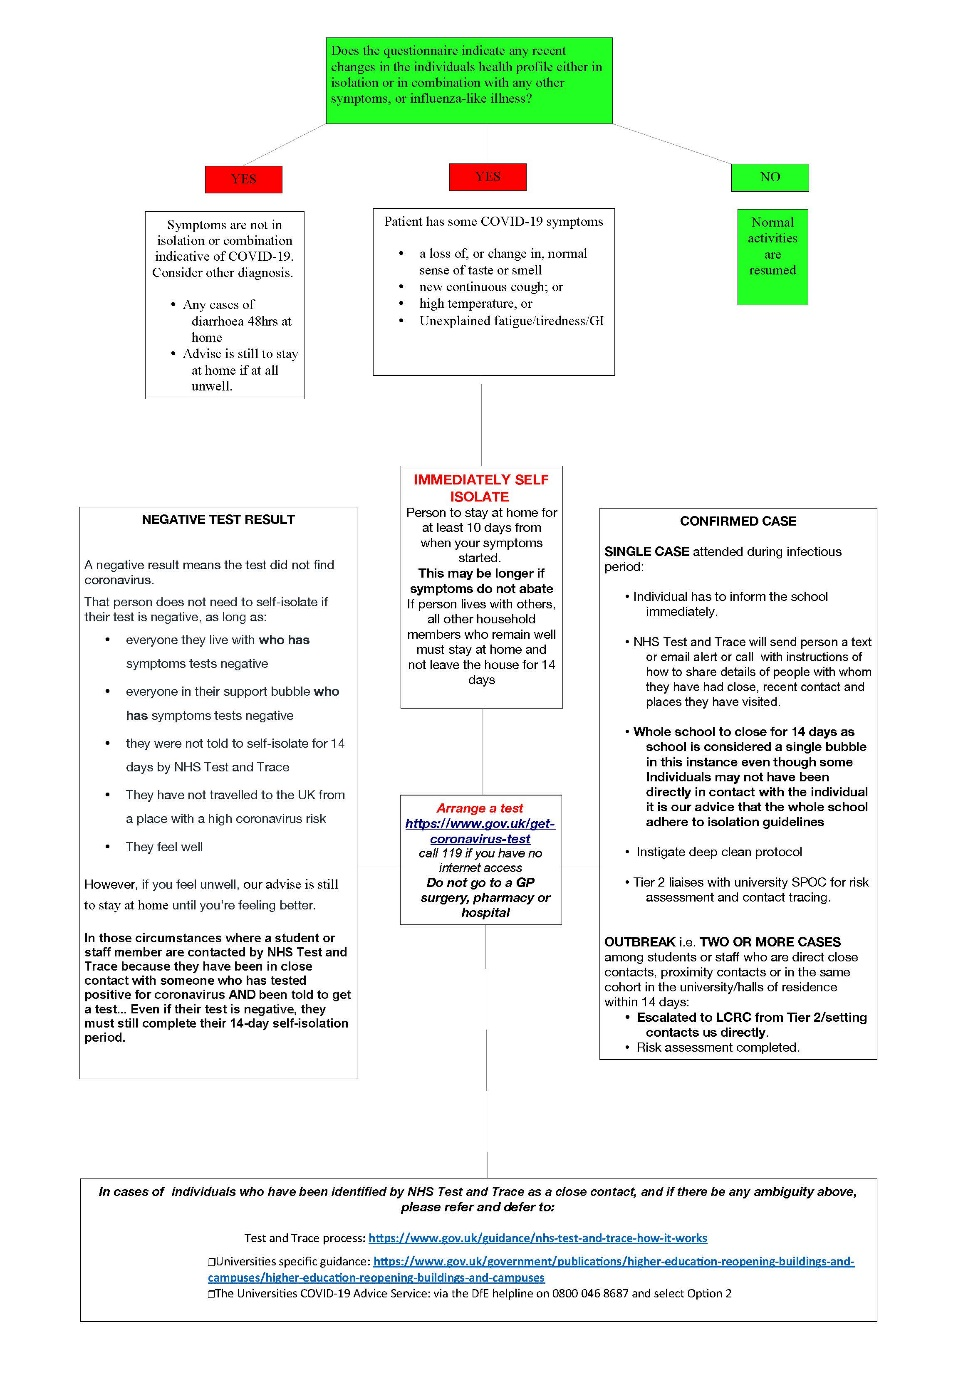 Does the questionnaire indicate any recent
changes in the individuals health profile either in
isolation or in combination with any other
symptoms, or influenza-like illness?
YES
YES
NO
Symptoms are not in
isolation or combination
indicative of COVID-19.
Consider other diagnosis.
• Any cases of
diarrhoea 48hrs at
home
• Advise is still to stay
at home if at all
unwell.
Patient has some COVID-19 symptoms
• a loss of, or change in, normal
sense of taste or smell
• new continuous cough; or
• high temperature, or
• Unexplained fatigue/tiredness/GI
Normal
activities
are
resumed
IMMEDIATELY SELF
ISOLATE
Person to stay at home for
at least 10 days from
when your symptoms
started.
This may be longer if
symptoms do not abate
If person lives with others,
all other household
members who remain well
must stay at home and
not leave the house for 14
days
NEGATIVE TEST RESULT
A negative result means the test did not find
coronavirus.
That person does not need to self-isolate if
their test is negative, as long as:
• everyone they live with who has
symptoms tests negative
• everyone in their support bubble who
has symptoms tests negative
• they were not told to self-isolate for 14
days by NHS Test and Trace
• They have not travelled to the UK from
a place with a high coronavirus risk
• They feel well
However, if you feel unwell, our advise is still
to stay at home until you're feeling better.
In those circumstances where a student or
staff member are contacted by NHS Test and
Trace because they have been in close
contact with someone who has tested
positive for coronavirus AND been told to get
a test... Even if their test is negative, they
must still complete their 14-day self-isolation
period.
Arrange a test
https://www.gov.uk/get-
coronavirus-test
call 119 if you have no
internet access
Do not go to a GP
surgery, pharmacy or
hospital
CONFIRMED CASE
SINGLE CASE attended during infectious
period:
• Individual has to inform the school
immediately.
• NHS Test and Trace will send person a text
or email alert or call with instructions of
how to share details of people with whom
they have had close, recent contact and
places they have visited.
• Whole school to close for 14 days as
school is considered a single bubble
in this instance even though some
Individuals may not have been
directly in contact with the individual
it is our advice that the whole school
adhere to isolation guidelines
• Instigate deep clean protocol
• Tier 2 liaises with university SPOC for risk
assessment and contact tracing.
OUTBREAK i.e. TWO OR MORE CASES
among students or staff who are direct close
contacts, proximity contacts or in the same
cohort in the university/halls of residence
within 14 days:
• Escalated to LCRC from Tier 2/setting
contacts us directly.
• Risk assessment completed.
In cases of individuals who have been identified by NHS Test and Trace as a close contact, and if there be any ambiguity above,
please refer and defer to:
Test and Trace process: https://www.gov.uk/guidance/nhs-test-and-trace-how-it-works
❒Universities specific guidance: https://www.gov.uk/government/publications/higher-education-reopening-buildings-and-
campuses/higher-education-reopening-buildings-and-campuses
❒The Universities COVID-19 Advice Service: via the DfE helpline on 0800 046 8687 and select Option 2